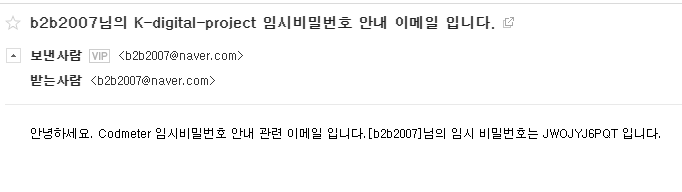 b2b2007님의 K-digital-project 임시비밀번호 안내 이메일 입니다.
보낸사람 VIP <b2b2007@naver.com>
받는사람 <b2b2007@naver.com>
안녕하세요. Codmeter 임시비밀번호 안내 관련 이메일 입니다.[b2b2007]님의 임시 비밀번호는 JWOJYJ6PQT 입니다.